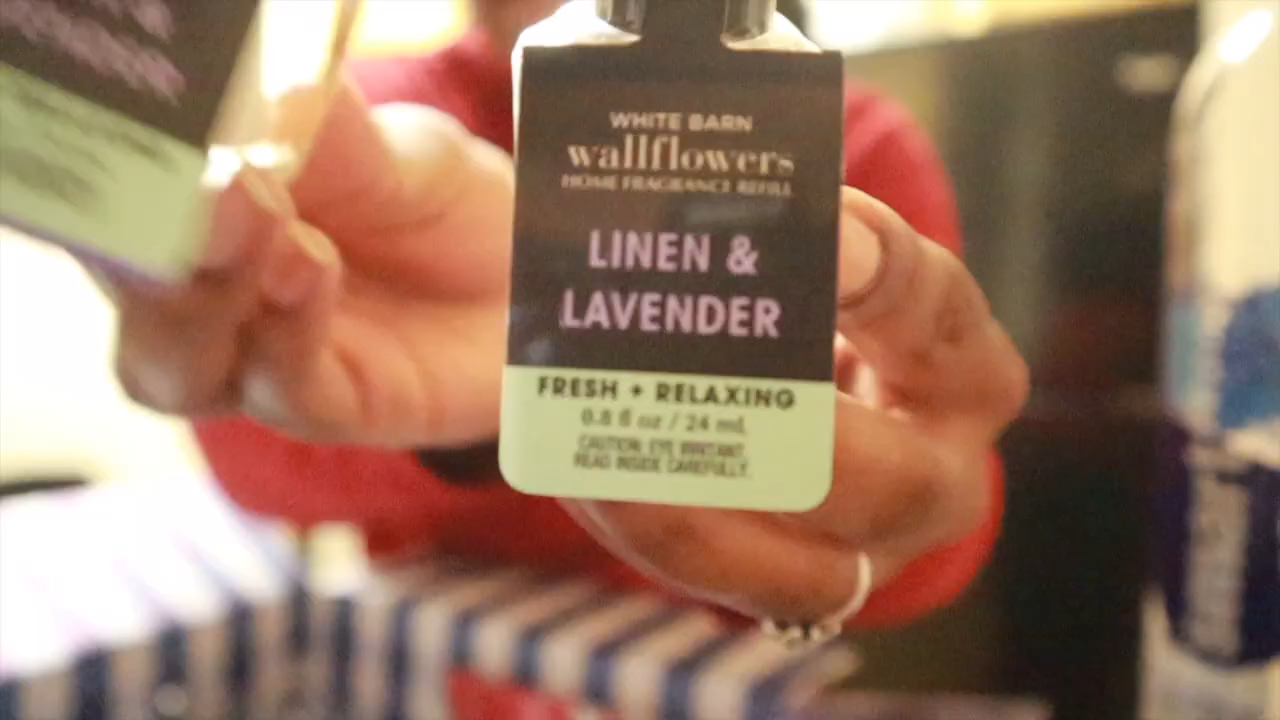 WHITE BARN
wallflowers
HOME FRAGRANCE REFILL
LINEN &
LAVENDER
FRESH + RELAXING
0.8 fl oz / 24 mL
CAUTION: EYE IRRITANT.
READ INSIDE CAREFULLY.